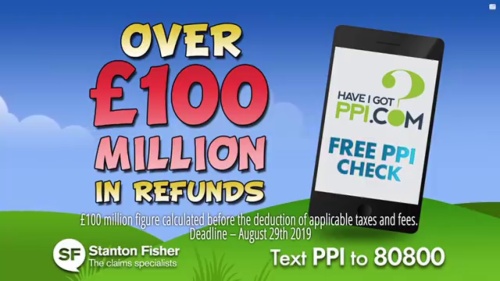 OVER
£100
MILLION
IN REFUNDS
HAVE I GOT
PPI.COM
FREE PPI
CHECK
£100 million figure calculated before the deduction of applicable taxes and fees.
Deadline – August 29th 2019
SF
Stanton Fisher
The claims specialists
Text PPI to 80800